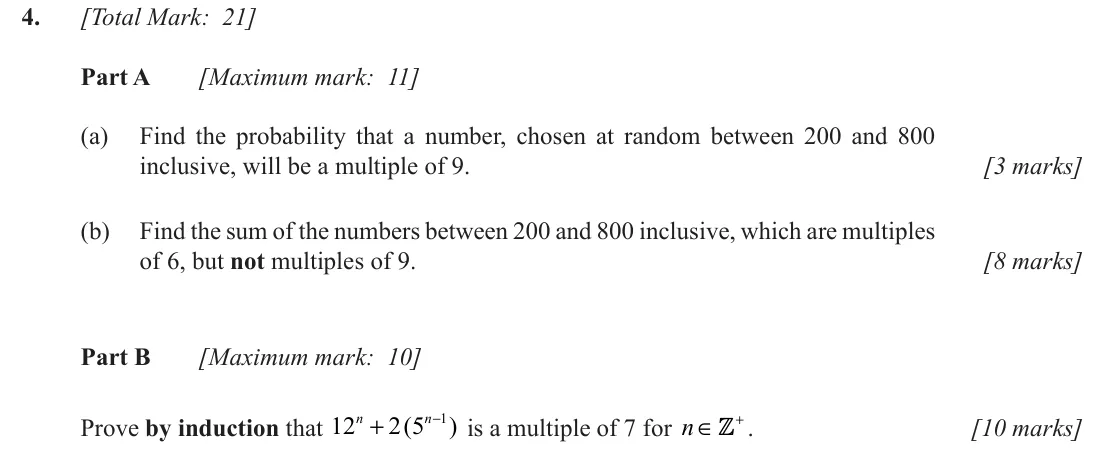 4. [Total Mark: 21]
Part A [Maximum mark: 11]
(a) Find the probability that a number, chosen at random between 200 and 800
inclusive, will be a multiple of 9. [3 marks]
(b) Find the sum of the numbers between 200 and 800 inclusive, which are multiples
of 6, but not multiples of 9. [8 marks]
Part B [Maximum mark: 10]
Prove by induction that 12ⁿ + 2(5ⁿ⁻¹) is a multiple of 7 for n ∈ ℤ⁺. [10 marks]